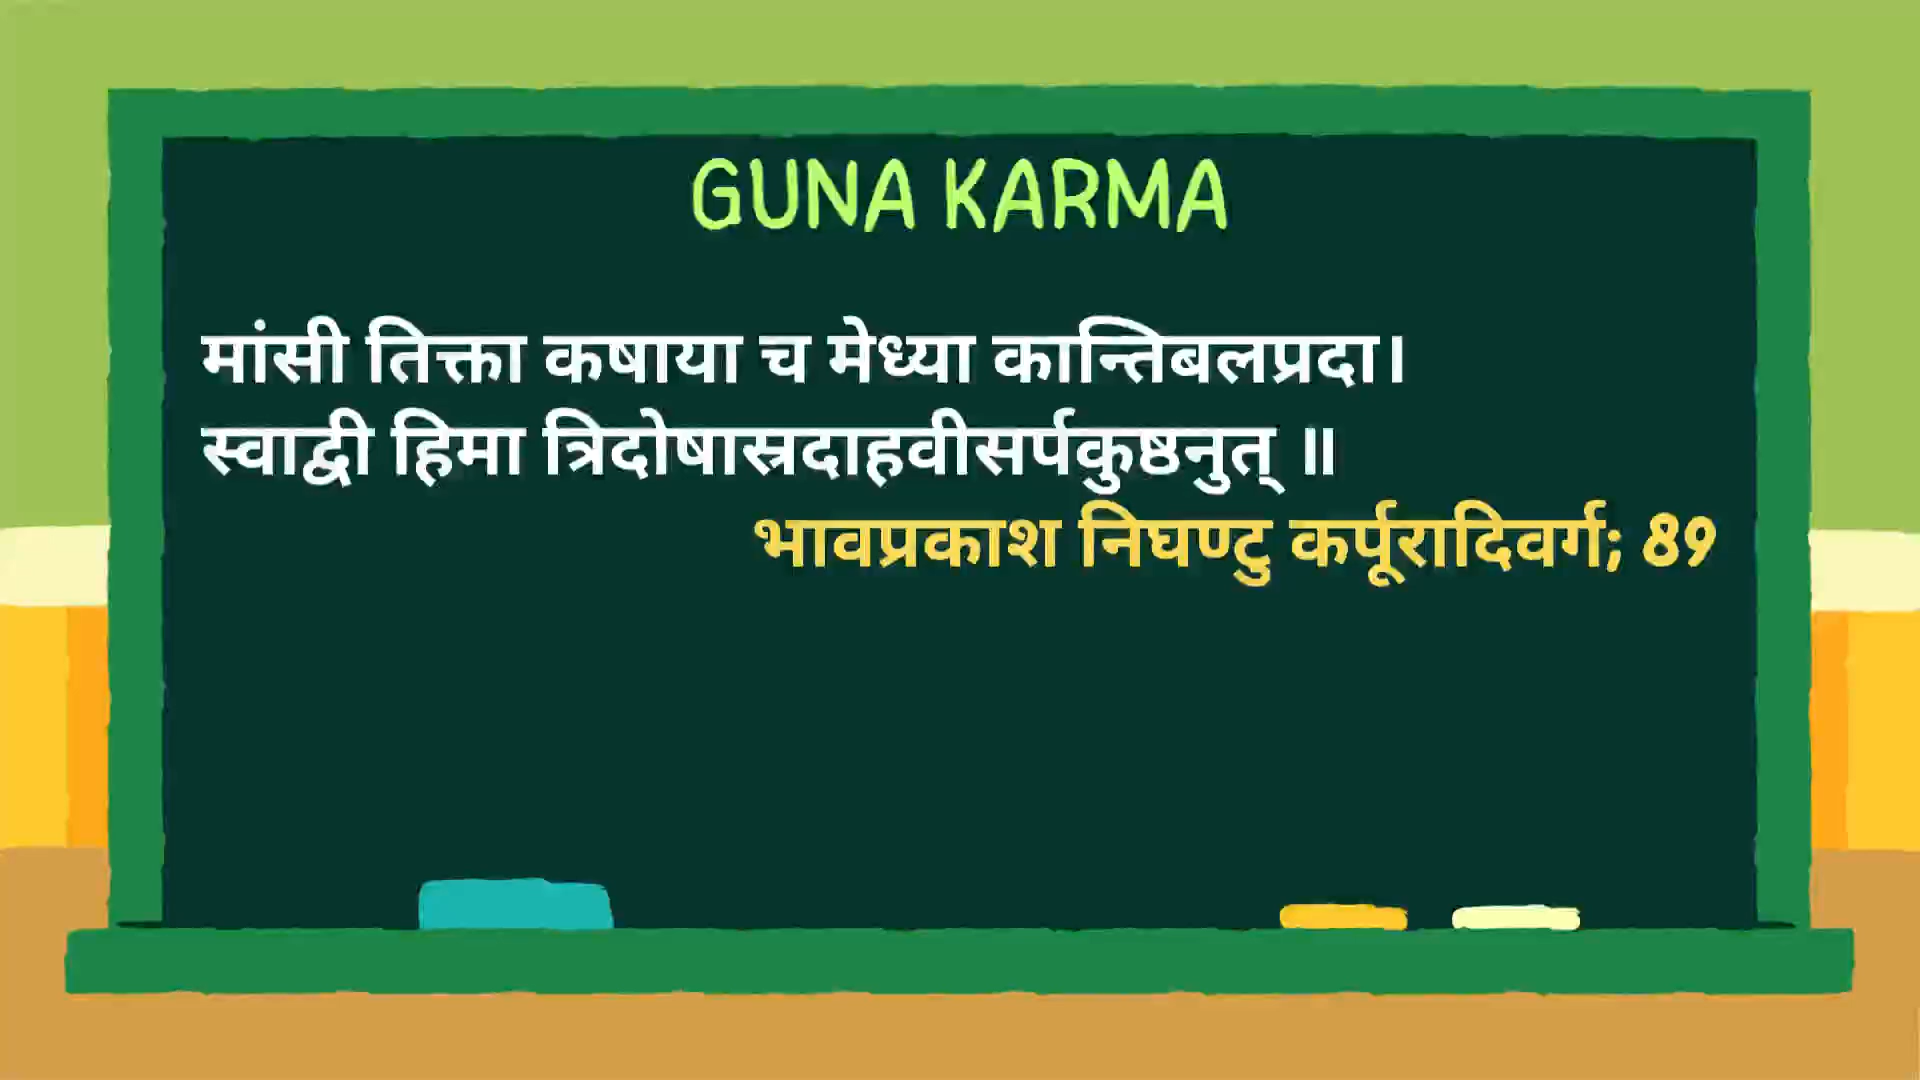 GUNA KARMA
मांसी तिक्ता कषाया च मेध्या कान्तिबलप्रदा।
स्वाद्वी हिमा त्रिदोषास्रदाहवीसर्पकुष्ठनुत् ॥
भावप्रकाश निघण्टु कर्पूरादिवर्ग; 89